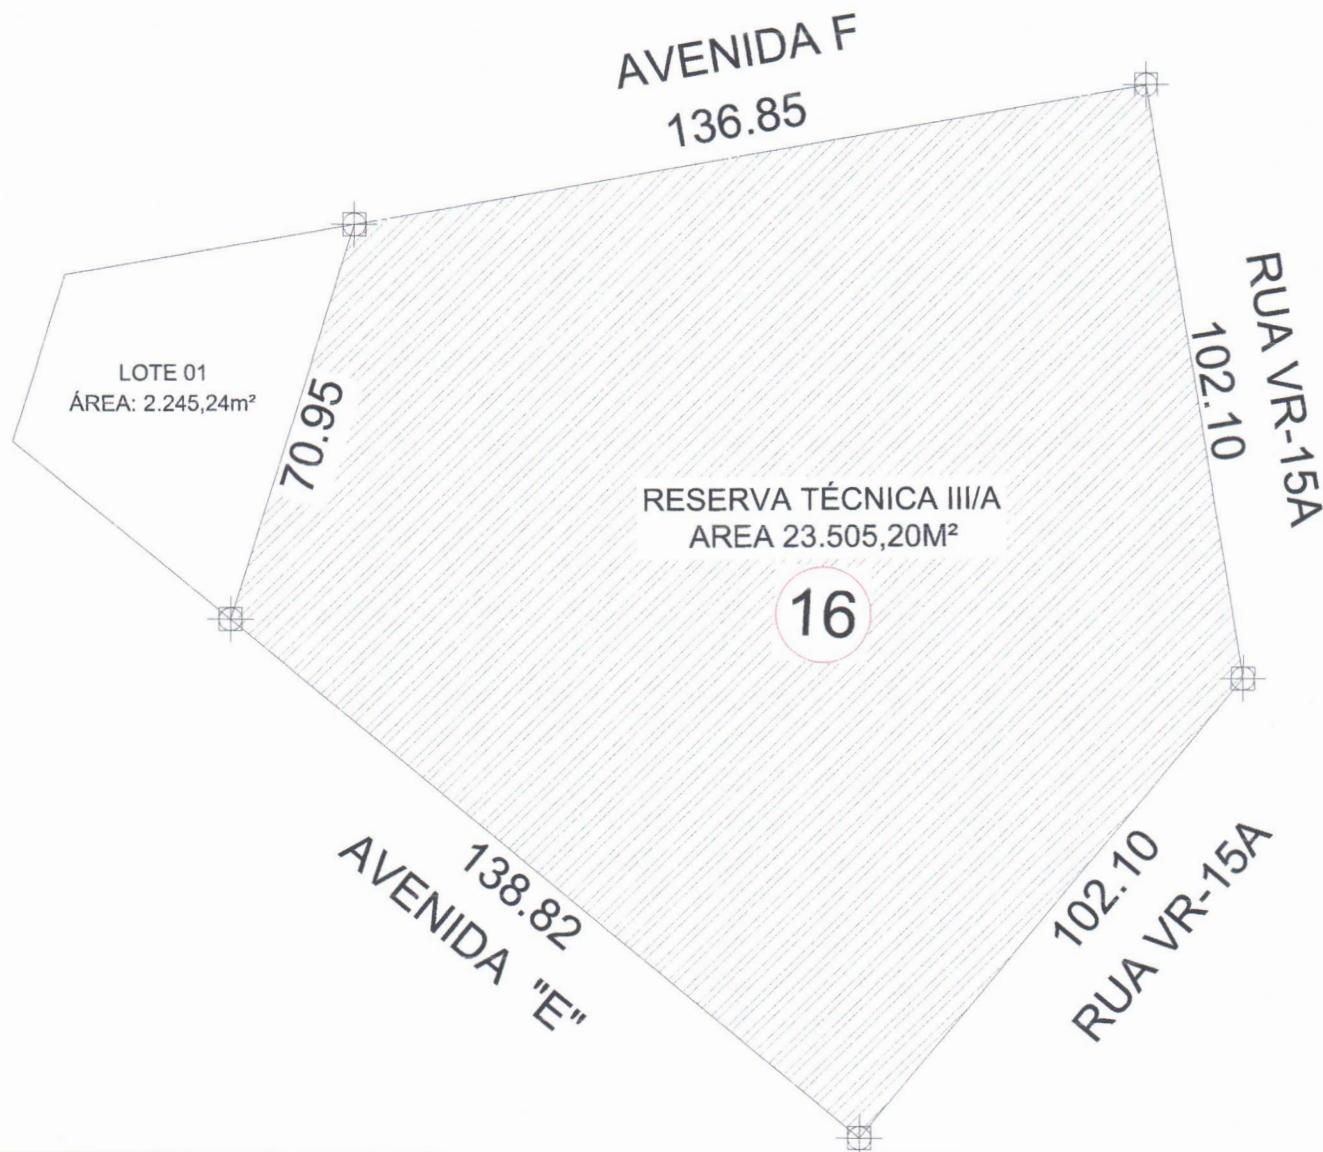 AVENIDA F
136.85
RUA VR-15A
102.10
LOTE 01
ÁREA: 2.245,24m²
70.95
RESERVA TÉCNICA III/A
AREA 23.505,20M²
16
138.82
AVENIDA "E"
102.10
RUA VR-15A